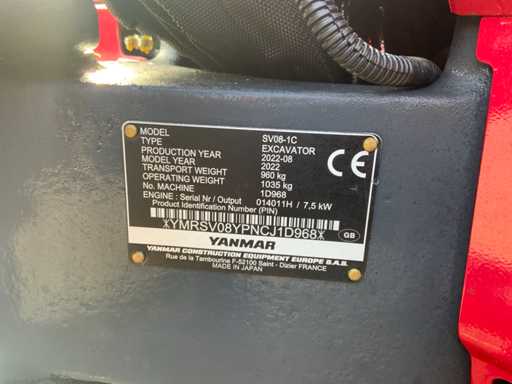 MODEL SV08-1C
TYPE EXCAVATOR
PRODUCTION YEAR 2022-08
MODEL YEAR 2022
TRANSPORT WEIGHT 960 kg
OPERATING WEIGHT 1035 kg
No. MACHINE 1D968
ENGINE : Serial Nr / Output 014011H / 7,5 kW
Product Identification Number (PIN)
YMRSV08YPNCJ1D968
CE
GB
YANMAR
YANMAR CONSTRUCTION EQUIPMENT EUROPE S.A.S.
Rue de la Tambourine F-52100 Saint - Dizier FRANCE
MADE IN JAPAN